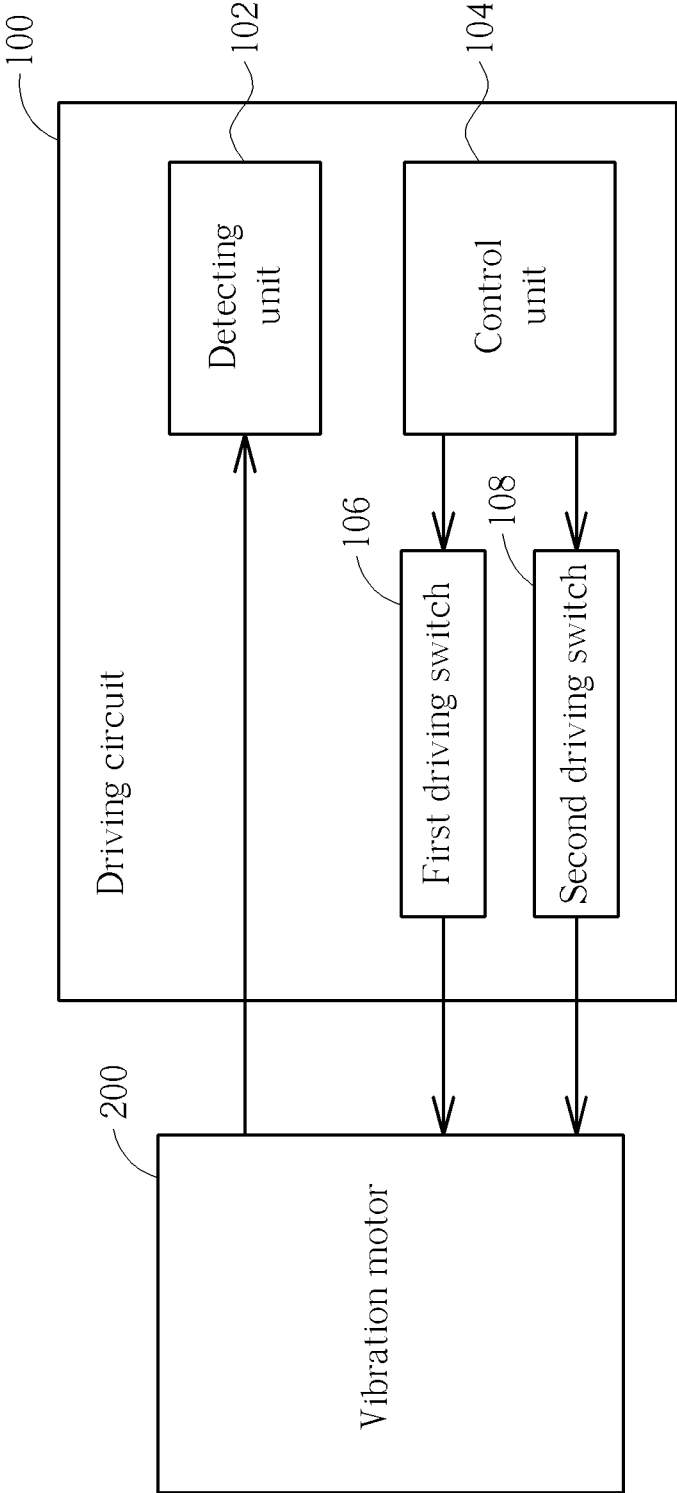 100
Driving circuit
200
102
Detecting
unit
104
Control
unit
106
First driving switch
108
Second driving switch
Vibration motor